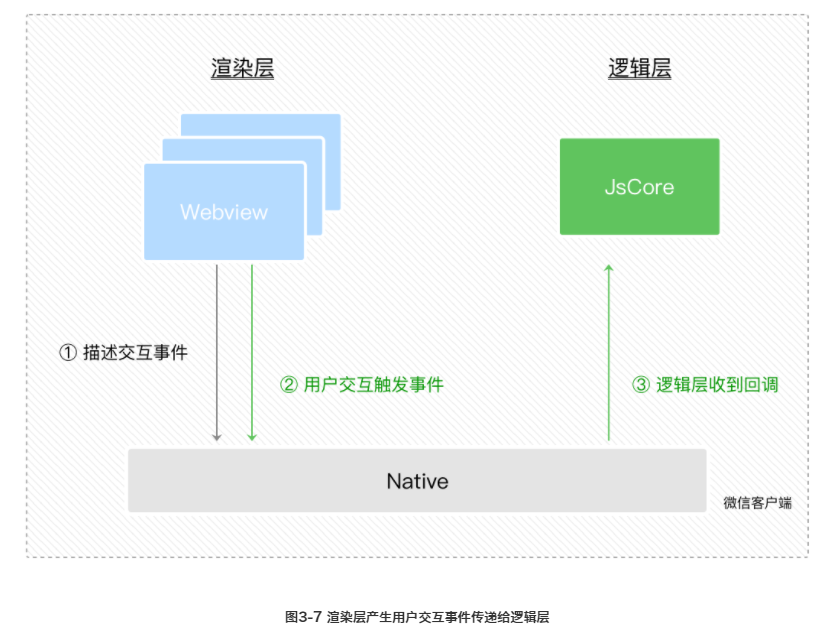 渲染层
逻辑层
Webview
JsCore
① 描述交互事件
② 用户交互触发事件
③ 逻辑层收到回调
Native
微信客户端
图3-7 渲染层产生用户交互事件传递给逻辑层